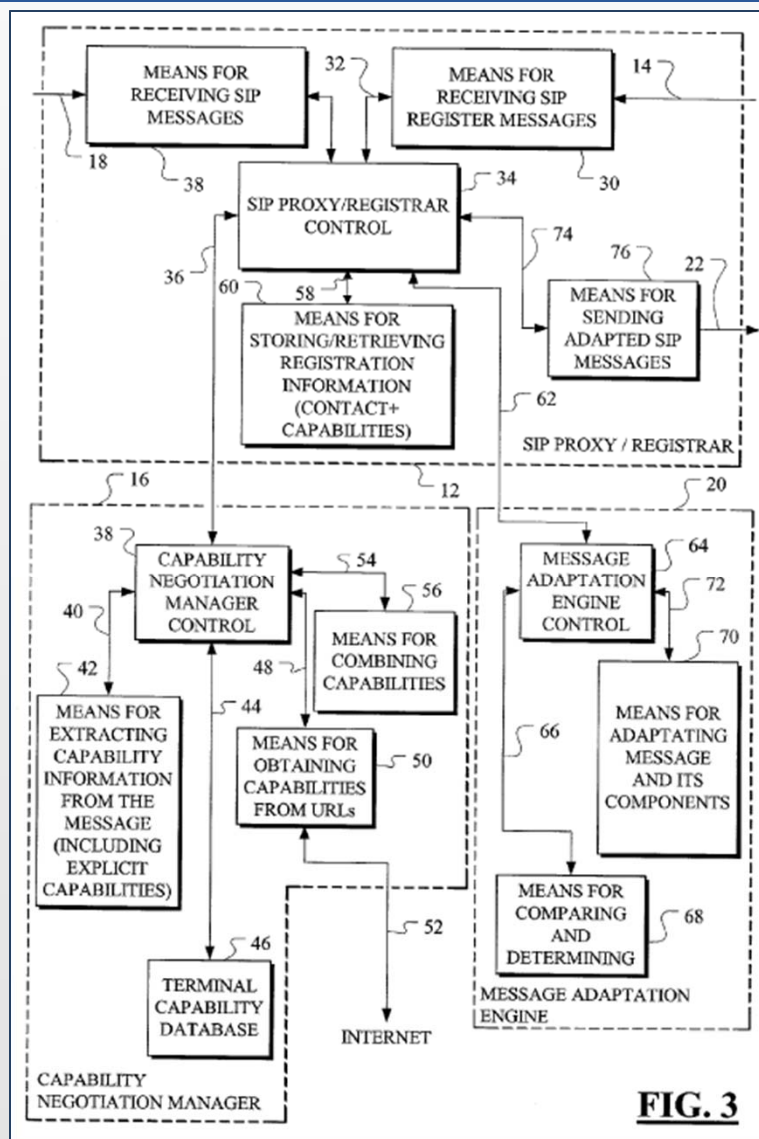 MEANS FOR
RECEIVING SIP
MESSAGES
32
MEANS FOR
RECEIVING SIP
REGISTER MESSAGES
14
18
38
30
34
SIP PROXY/REGISTRAR
CONTROL
36
74
76
22
60
58
MEANS FOR
STORING/RETRIEVING
REGISTRATION
INFORMATION
(CONTACT+
CAPABILITIES)
MEANS FOR
SENDING
ADAPTED SIP
MESSAGES
62
SIP PROXY / REGISTRAR
16
12
20
38
CAPABILITY
NEGOTIATION
MANAGER
CONTROL
54
56
MESSAGE
ADAPTATION
ENGINE
CONTROL
64
72
40
MEANS FOR
COMBINING
CAPABILITIES
70
42
44
48
MEANS FOR
EXTRACTING
CAPABILITY
INFORMATION
FROM THE
MESSAGE
(INCLUDING
EXPLICIT
CAPABILITIES)
MEANS FOR
OBTAINING
CAPABILITIES
FROM URLs
50
66
MEANS FOR
ADAPTATING
MESSAGE
AND ITS
COMPONENTS
MEANS FOR
COMPARING
AND
DETERMINING
68
52
46
TERMINAL
CAPABILITY
DATABASE
INTERNET
MESSAGE ADAPTATION
ENGINE
CAPABILITY
NEGOTIATION MANAGER
FIG. 3